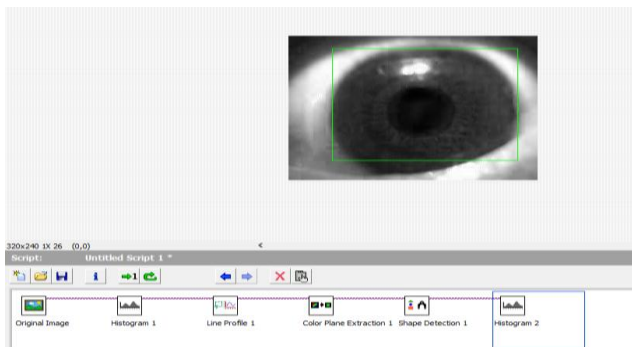 320x240 1X 26 (0,0) <
Script: Untitled Script 1 *
1
Original Image Histogram 1 Line Profile 1 Color Plane Extraction 1 Shape Detection 1 Histogram 2